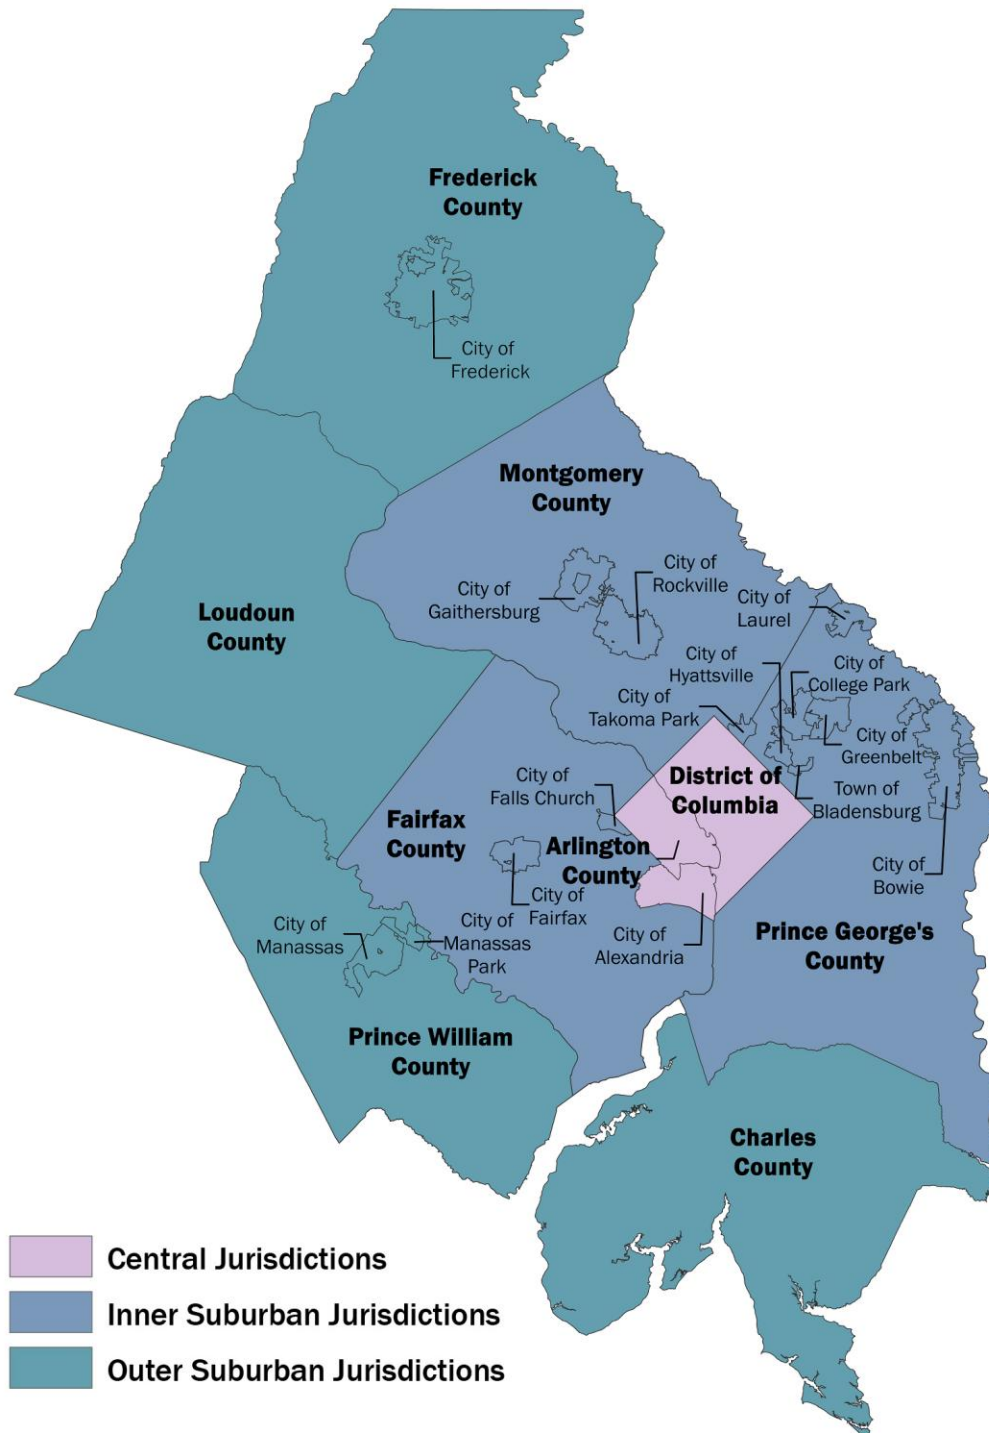 Frederick
County
City of
Frederick
Montgomery
County
City of
Rockville
City of
Gaithersburg
City of
Laurel
Loudoun
County
City of
Hyattsville
City of
College Park
City of
Takoma Park
City of
Greenbelt
District of
Columbia
City of
Falls Church
Town of
Bladensburg
Fairfax
County
Arlington
County
City of
Bowie
City of
Fairfax
City of
Manassas
City of
Manassas
Park
City of
Alexandria
Prince George's
County
Prince William
County
Charles
County
Central Jurisdictions
Inner Suburban Jurisdictions
Outer Suburban Jurisdictions